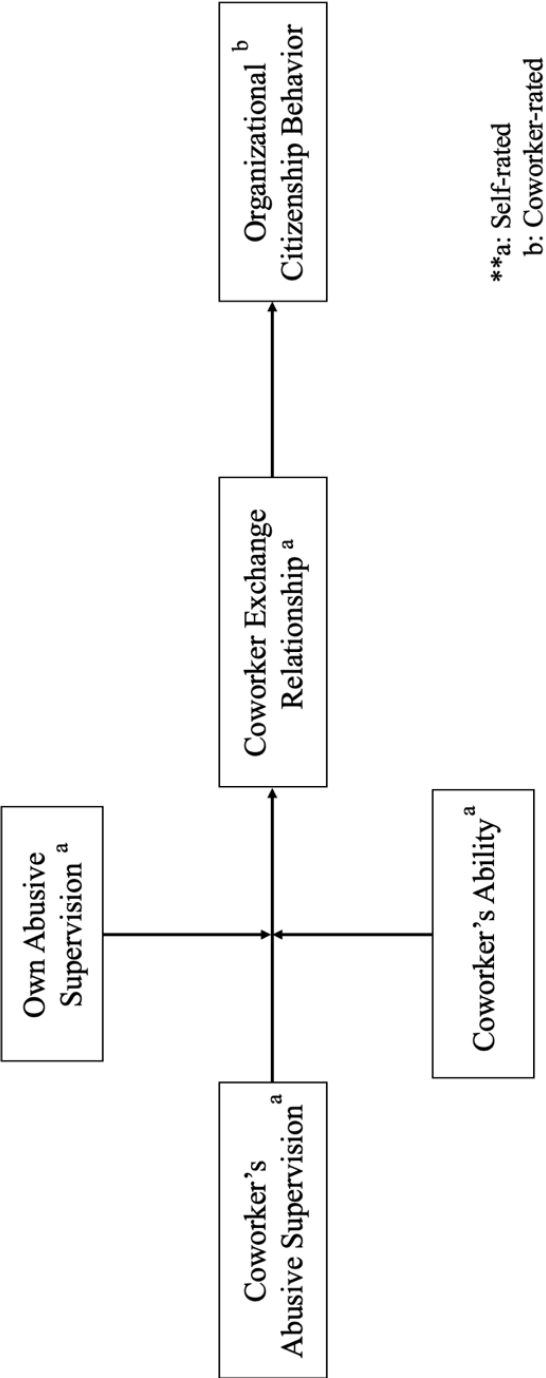 Own Abusive
Supervision a
Coworker's
Abusive Supervision a
Coworker Exchange
Relationship a
Organizational b
Citizenship Behavior
Coworker's Ability a
**a: Self-rated
b: Coworker-rated